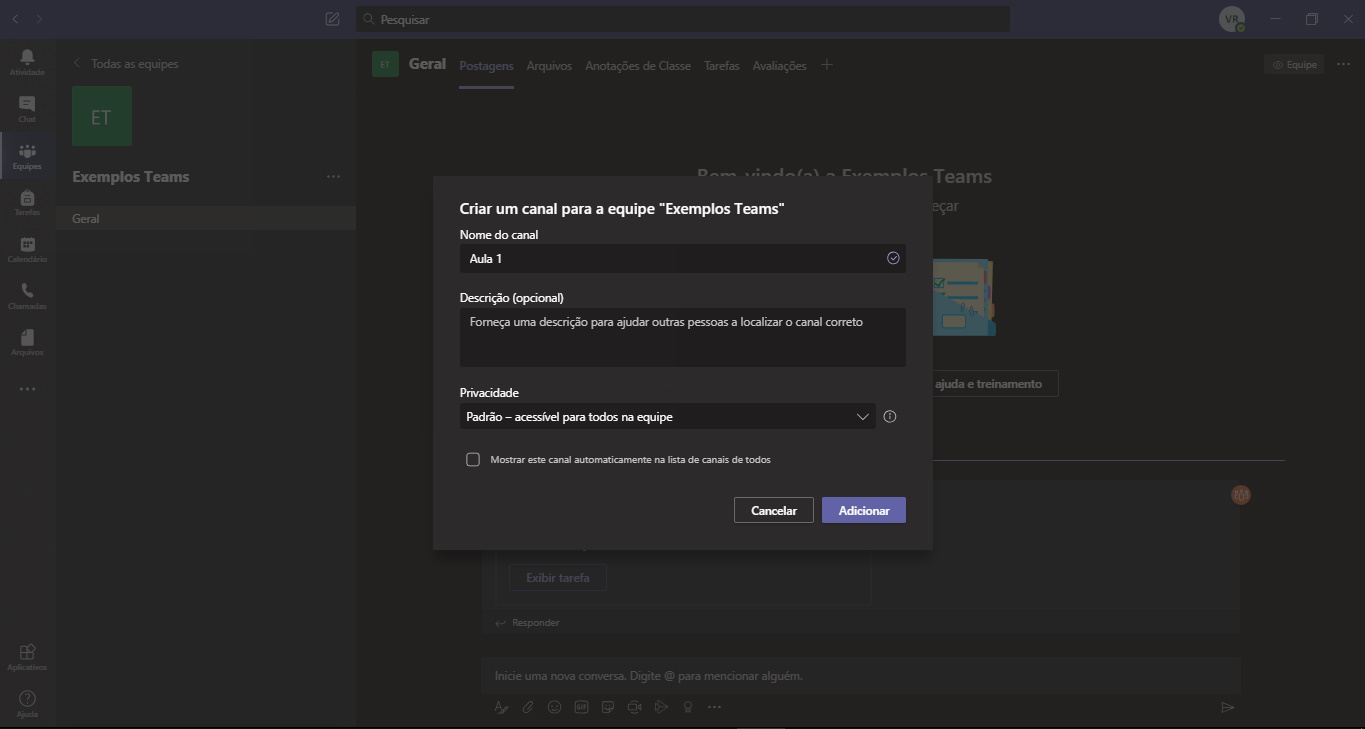 Pesquisar
VR
Atividade
Chat
Equipes
Tarefas
Calendário
Chamadas
Arquivos
Aplicativos
Ajuda
Todas as equipes
ET
Exemplos Teams
Geral
ET
Geral Postagens Arquivos Anotações de Classe Tarefas Avaliações
Equipe
Bem-vindo(a) a Exemplos Teams
Criar um canal para a equipe "Exemplos Teams"
Nome do canal
Aula 1
Descrição (opcional)
Forneça uma descrição para ajudar outras pessoas a localizar o canal correto
Privacidade
Padrão – acessível para todos na equipe
Mostrar este canal automaticamente na lista de canais de todos
Cancelar Adicionar
ajuda e treinamento
Exibir tarefa
Responder
Inicie uma nova conversa. Digite @ para mencionar alguém.
GIF